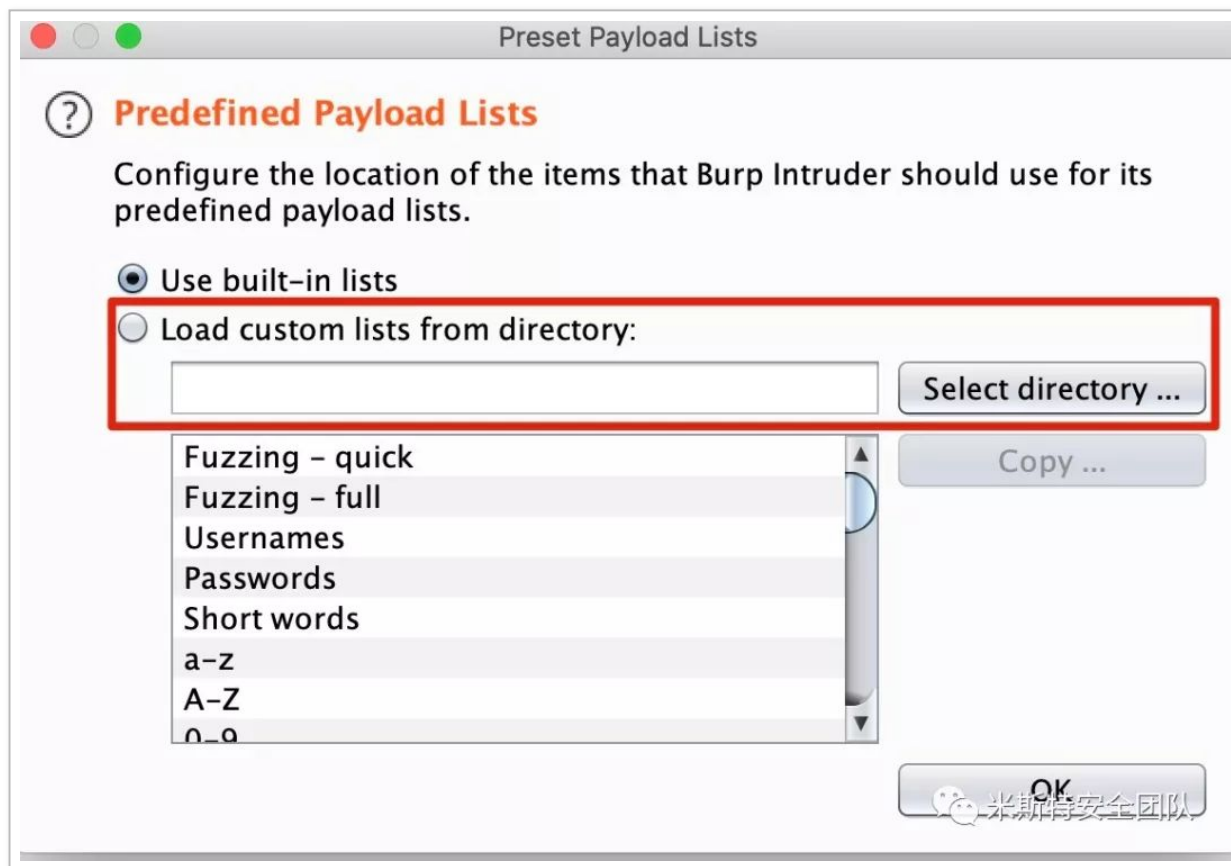 Preset Payload Lists
Predefined Payload Lists
Configure the location of the items that Burp Intruder should use for its
predefined payload lists.
Use built-in lists
Load custom lists from directory:
Select directory ...
Fuzzing - quick
Copy ...
Fuzzing - full
Usernames
Passwords
Short words
a-z
A-Z
0-9
OK
米斯特安全团队